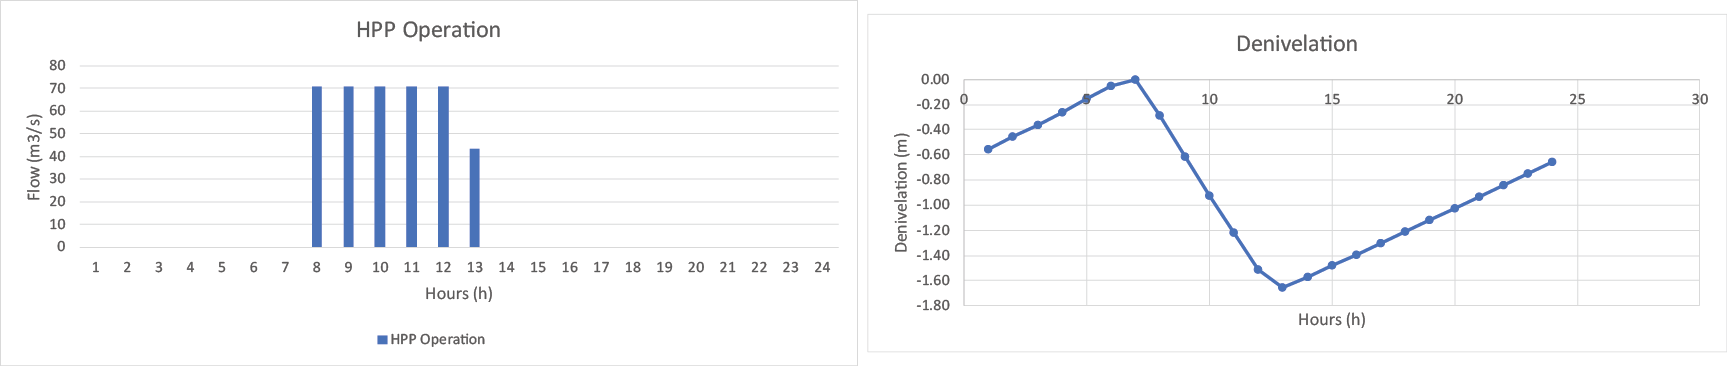 HPP Operation
80
70
60
50
40
30
20
10
0
Flow (m3/s)
1 2 3 4 5 6 7 8 9 10 11 12 13 14 15 16 17 18 19 20 21 22 23 24
Hours (h)
HPP Operation
Denivelation
0.00
-0.20
-0.40
-0.60
-0.80
-1.00
-1.20
-1.40
-1.60
-1.80
Denivelation (m)
0 5 10 15 20 25 30
Hours (h)